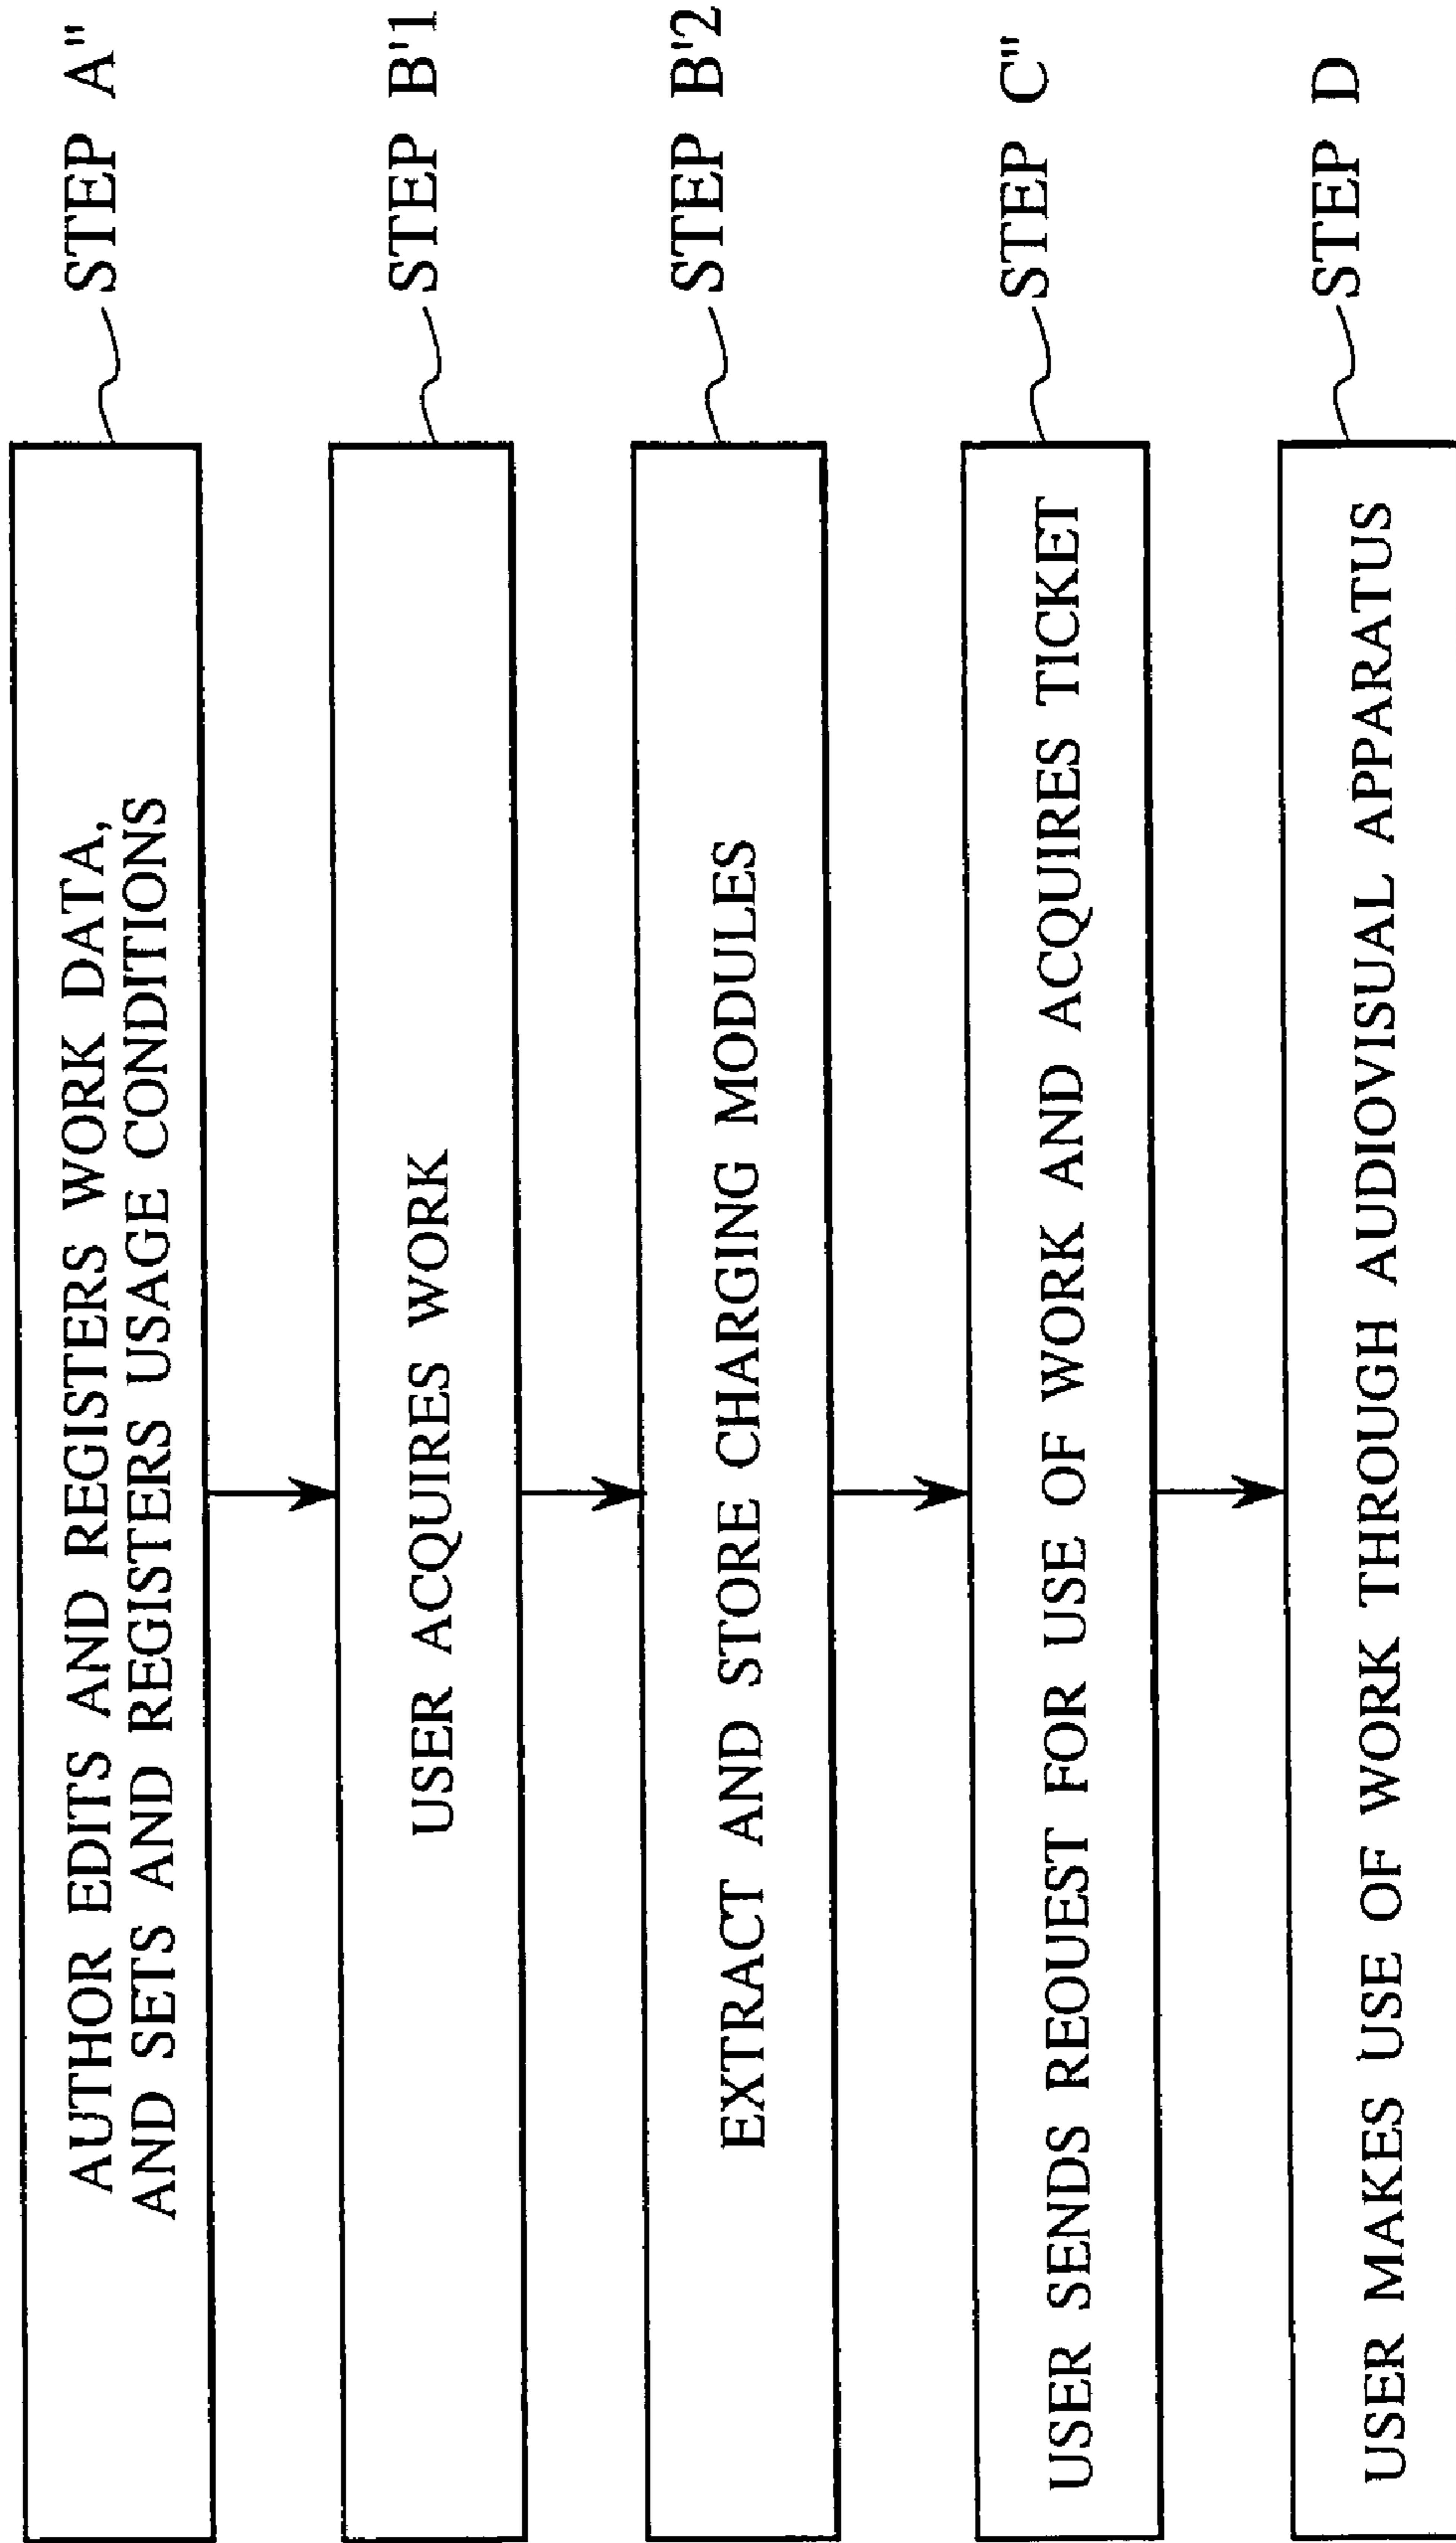 AUTHOR EDITS AND REGISTERS WORK DATA,
AND SETS AND REGISTERS USAGE CONDITIONS
STEP A"
USER ACQUIRES WORK
STEP B'1
EXTRACT AND STORE CHARGING MODULES
STEP B'2
USER SENDS REQUEST FOR USE OF WORK AND ACQUIRES TICKET
STEP C"
USER MAKES USE OF WORK THROUGH AUDIOVISUAL APPARATUS
STEP D